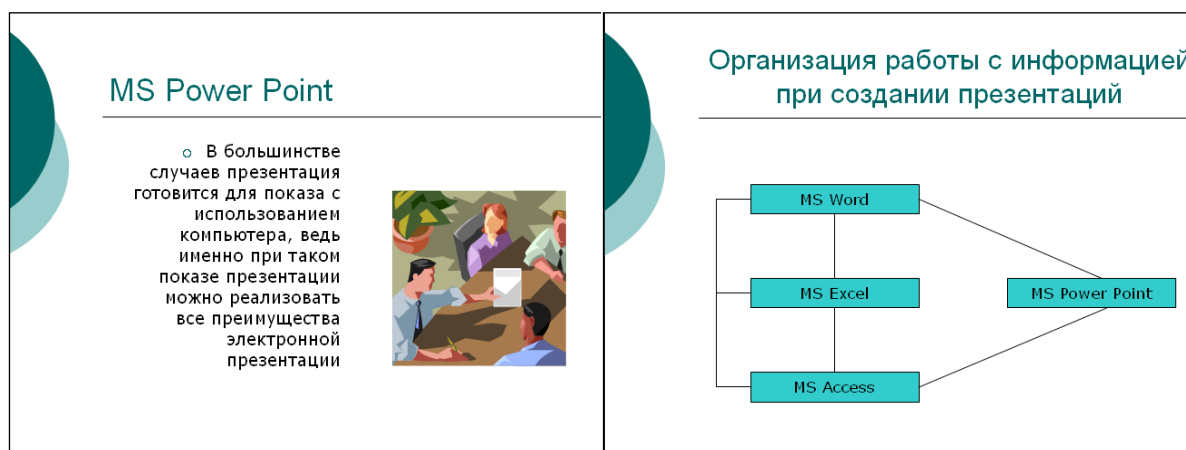 MS Power Point
В большинстве
случаев презентация
готовится для показа с
использованием
компьютера, ведь
именно при таком
показе презентации
можно реализовать
все преимущества
электронной
презентации
Организация работы с информацией
при создании презентаций
MS Word
MS Excel
MS Power Point
MS Access